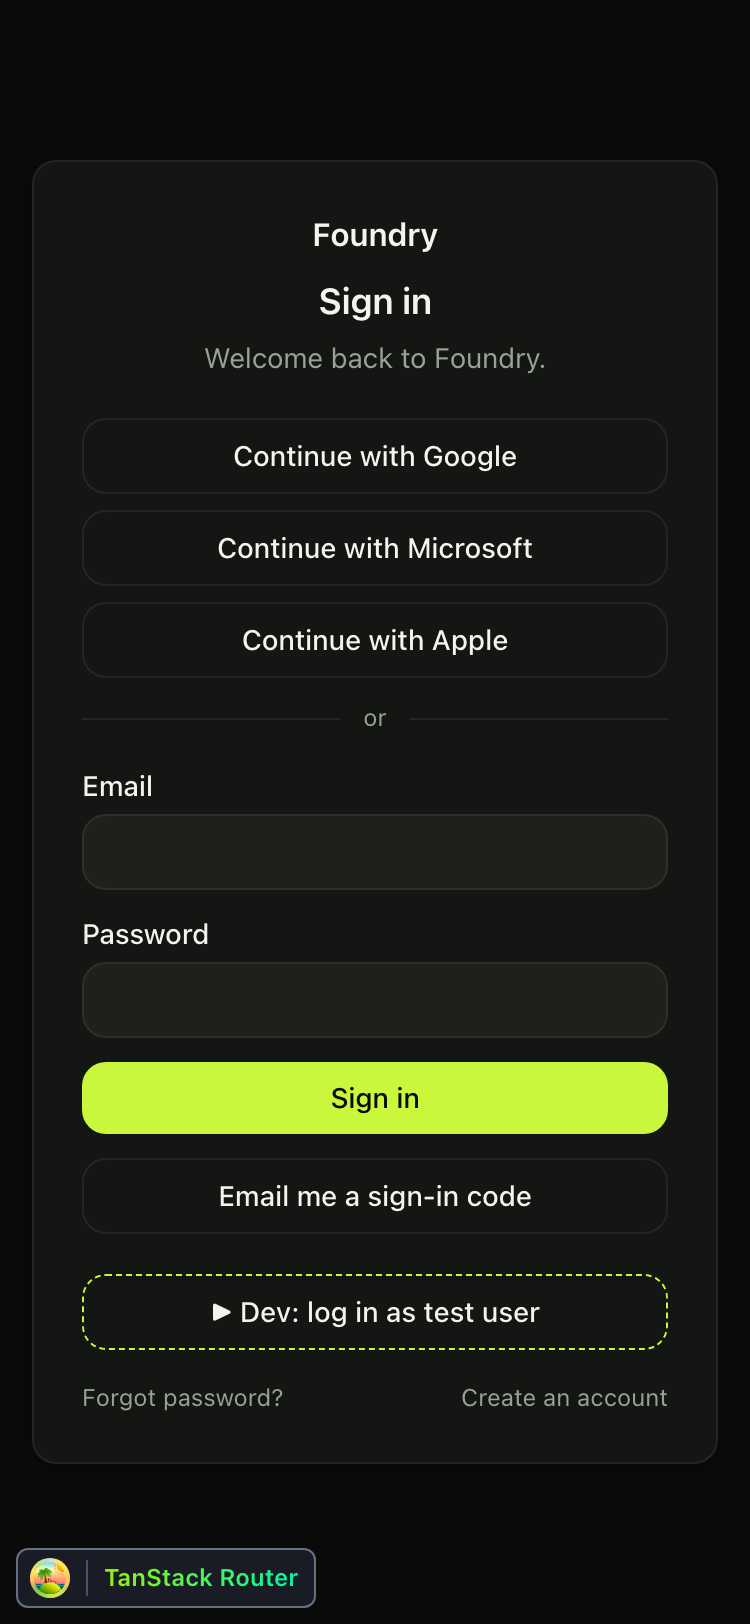 Foundry
Sign in
Welcome back to Foundry.
Continue with Google
Continue with Microsoft
Continue with Apple
or
Email
Password
Sign in
Email me a sign-in code
Dev: log in as test user
Forgot password? Create an account
TanStack Router